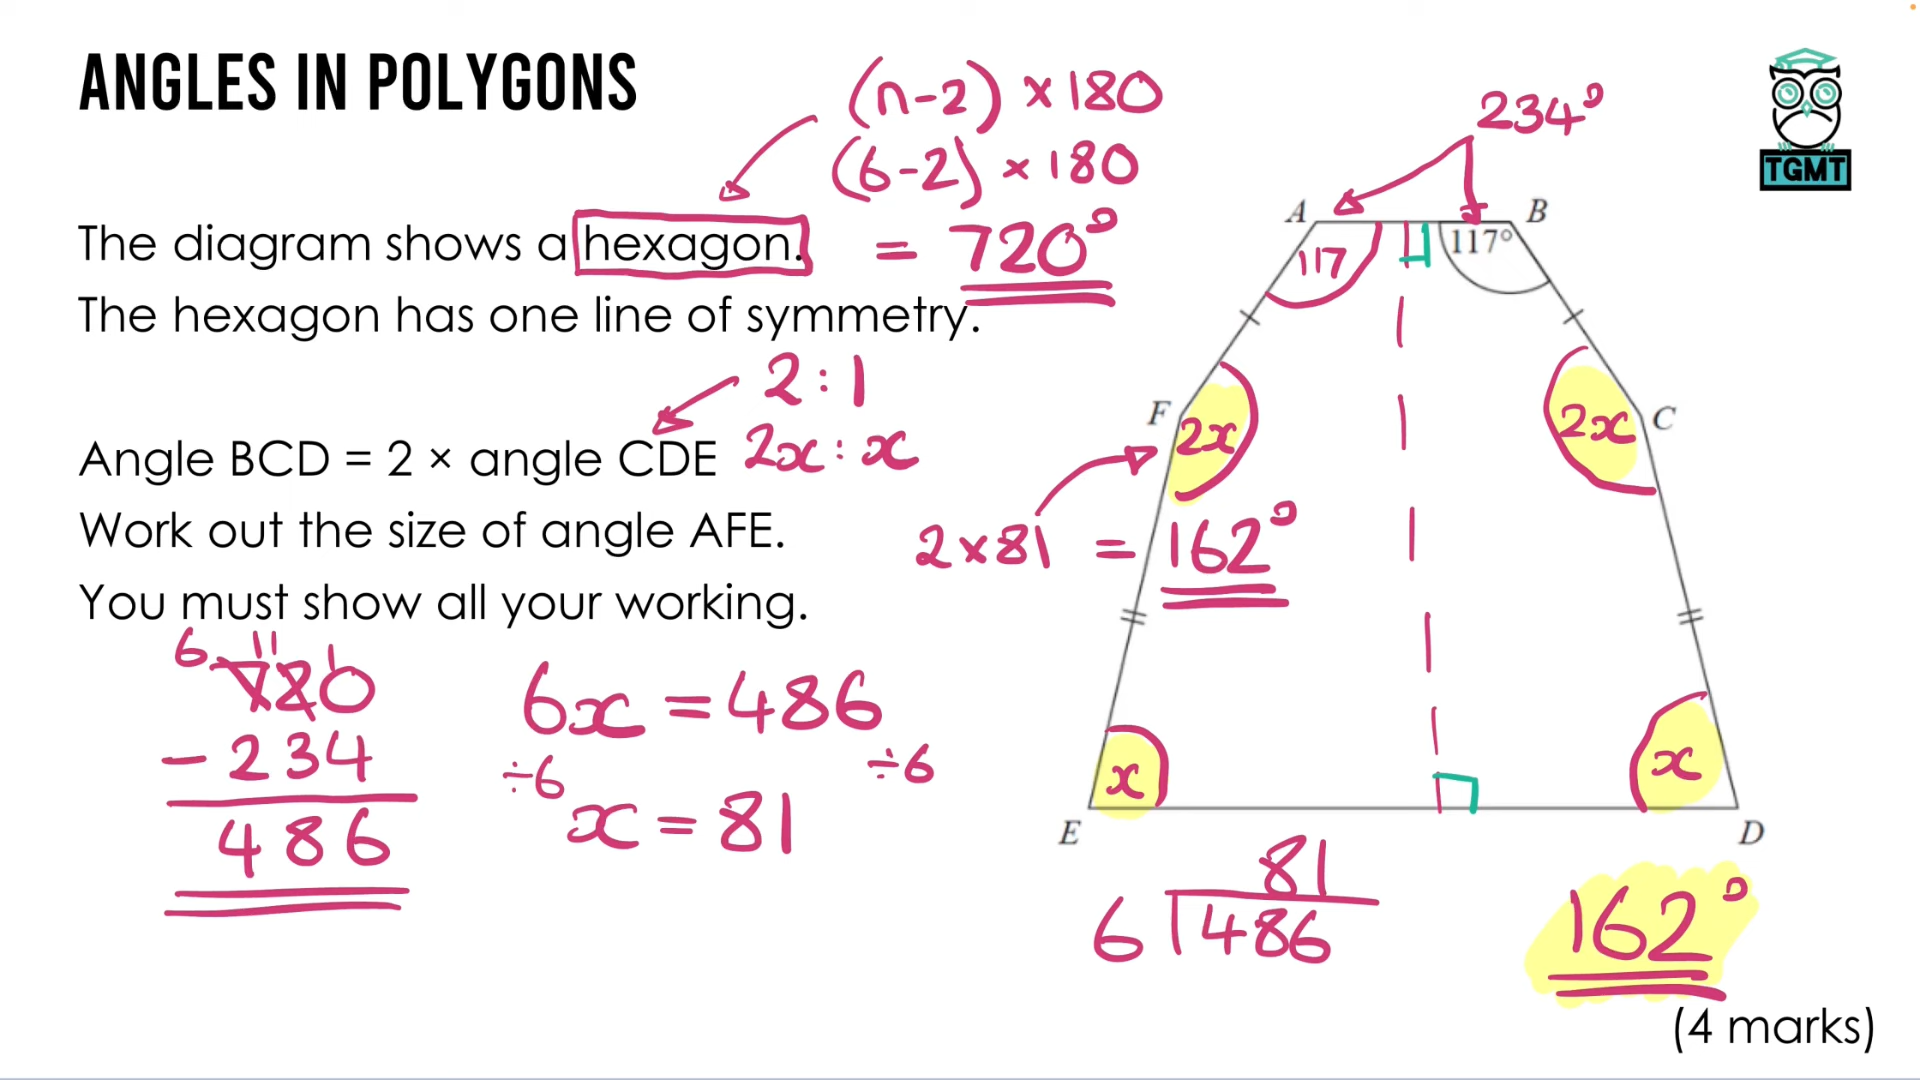 ANGLES IN POLYGONS
(n-2) × 180
(6-2) × 180
= 720°
234°
TGMT
The diagram shows a hexagon.
The hexagon has one line of symmetry.
2 : 1
2x : x
Angle BCD = 2 × angle CDE
Work out the size of angle AFE.
You must show all your working.
A
B
117
117°
F
2x
2x
C
2 × 81 = 162°
x
x
E
D
6 11 1
720
- 234
486
6x = 486
÷6 ÷6
x = 81
81
6 486
162°
(4 marks)